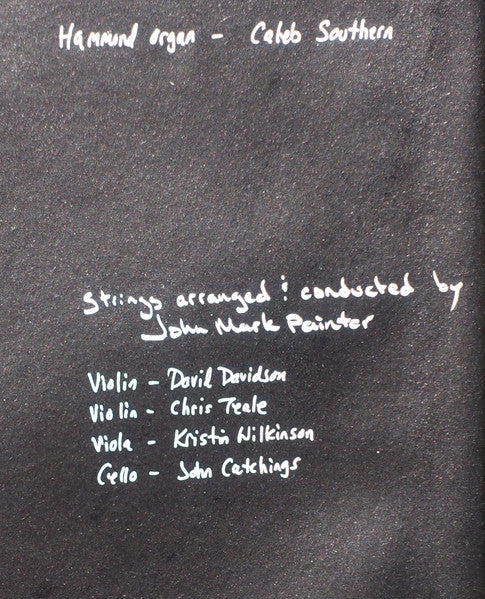 Hammond organ - Caleb Southern
Strings arranged & conducted by
John Mark Painter
Violin - David Davidson
Violin - Chris Teale
Viola - Kristin Wilkinson
Cello - John Catchings